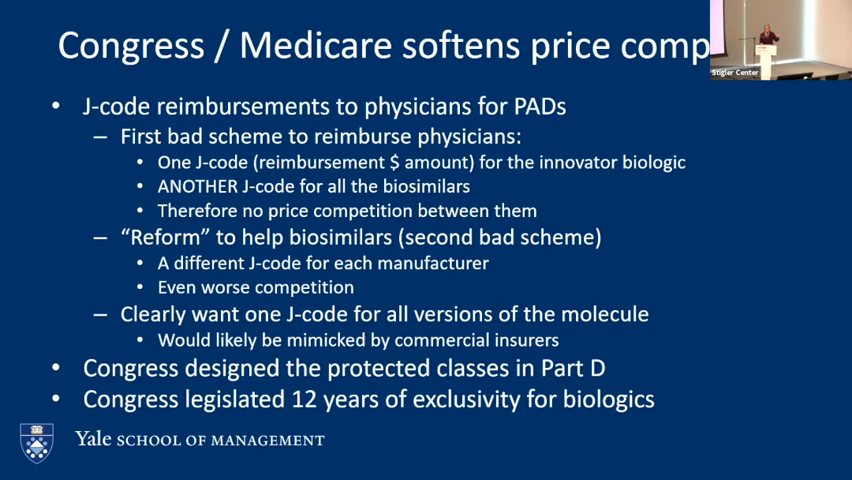 Congress / Medicare softens price comp
Stigler Center
• J-code reimbursements to physicians for PADs
– First bad scheme to reimburse physicians:
• One J-code (reimbursement $ amount) for the innovator biologic
• ANOTHER J-code for all the biosimilars
• Therefore no price competition between them
– “Reform” to help biosimilars (second bad scheme)
• A different J-code for each manufacturer
• Even worse competition
– Clearly want one J-code for all versions of the molecule
• Would likely be mimicked by commercial insurers
• Congress designed the protected classes in Part D
• Congress legislated 12 years of exclusivity for biologics
Yale SCHOOL OF MANAGEMENT